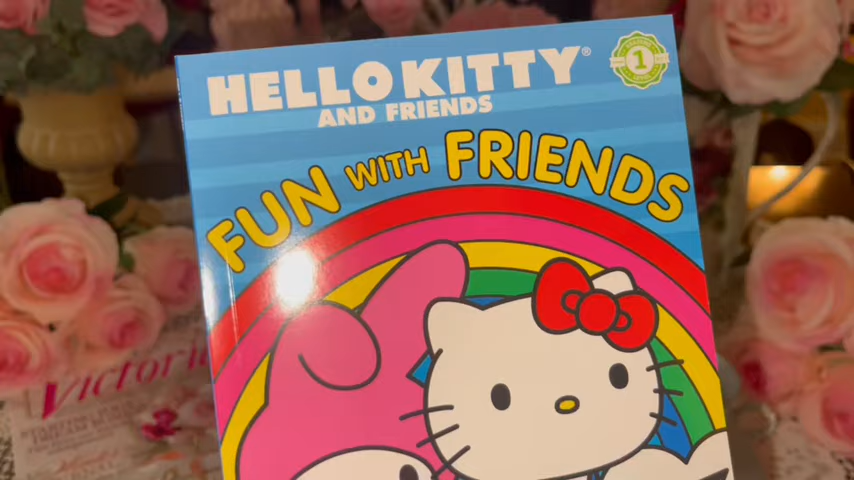 HELLO KITTY®
AND FRIENDS
1
FUN WITH FRIENDS
Victoria